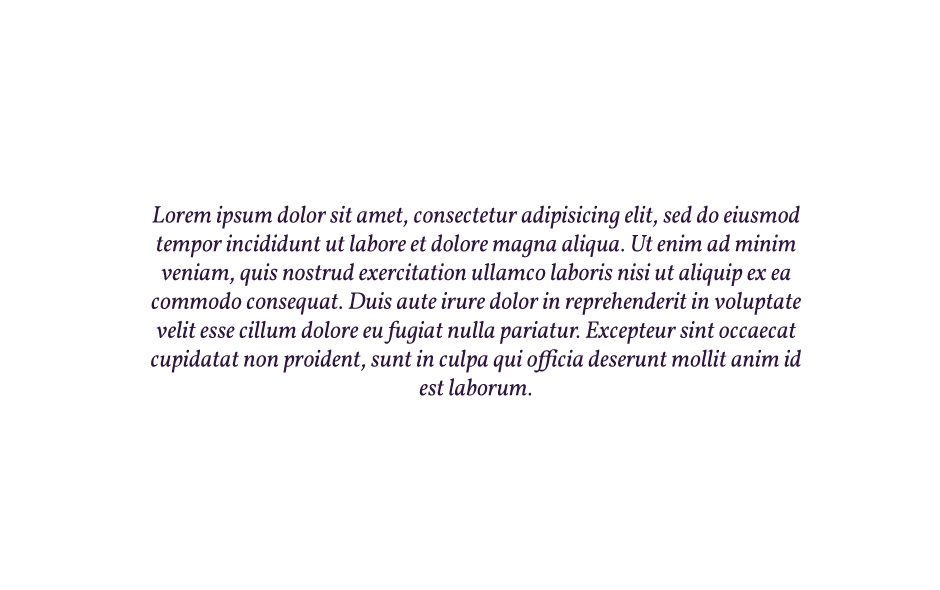 Lorem ipsum dolor sit amet, consectetur adipisicing elit, sed do eiusmod
tempor incididunt ut labore et dolore magna aliqua. Ut enim ad minim
veniam, quis nostrud exercitation ullamco laboris nisi ut aliquip ex ea
commodo consequat. Duis aute irure dolor in reprehenderit in voluptate
velit esse cillum dolore eu fugiat nulla pariatur. Excepteur sint occaecat
cupidatat non proident, sunt in culpa qui officia deserunt mollit anim id
est laborum.